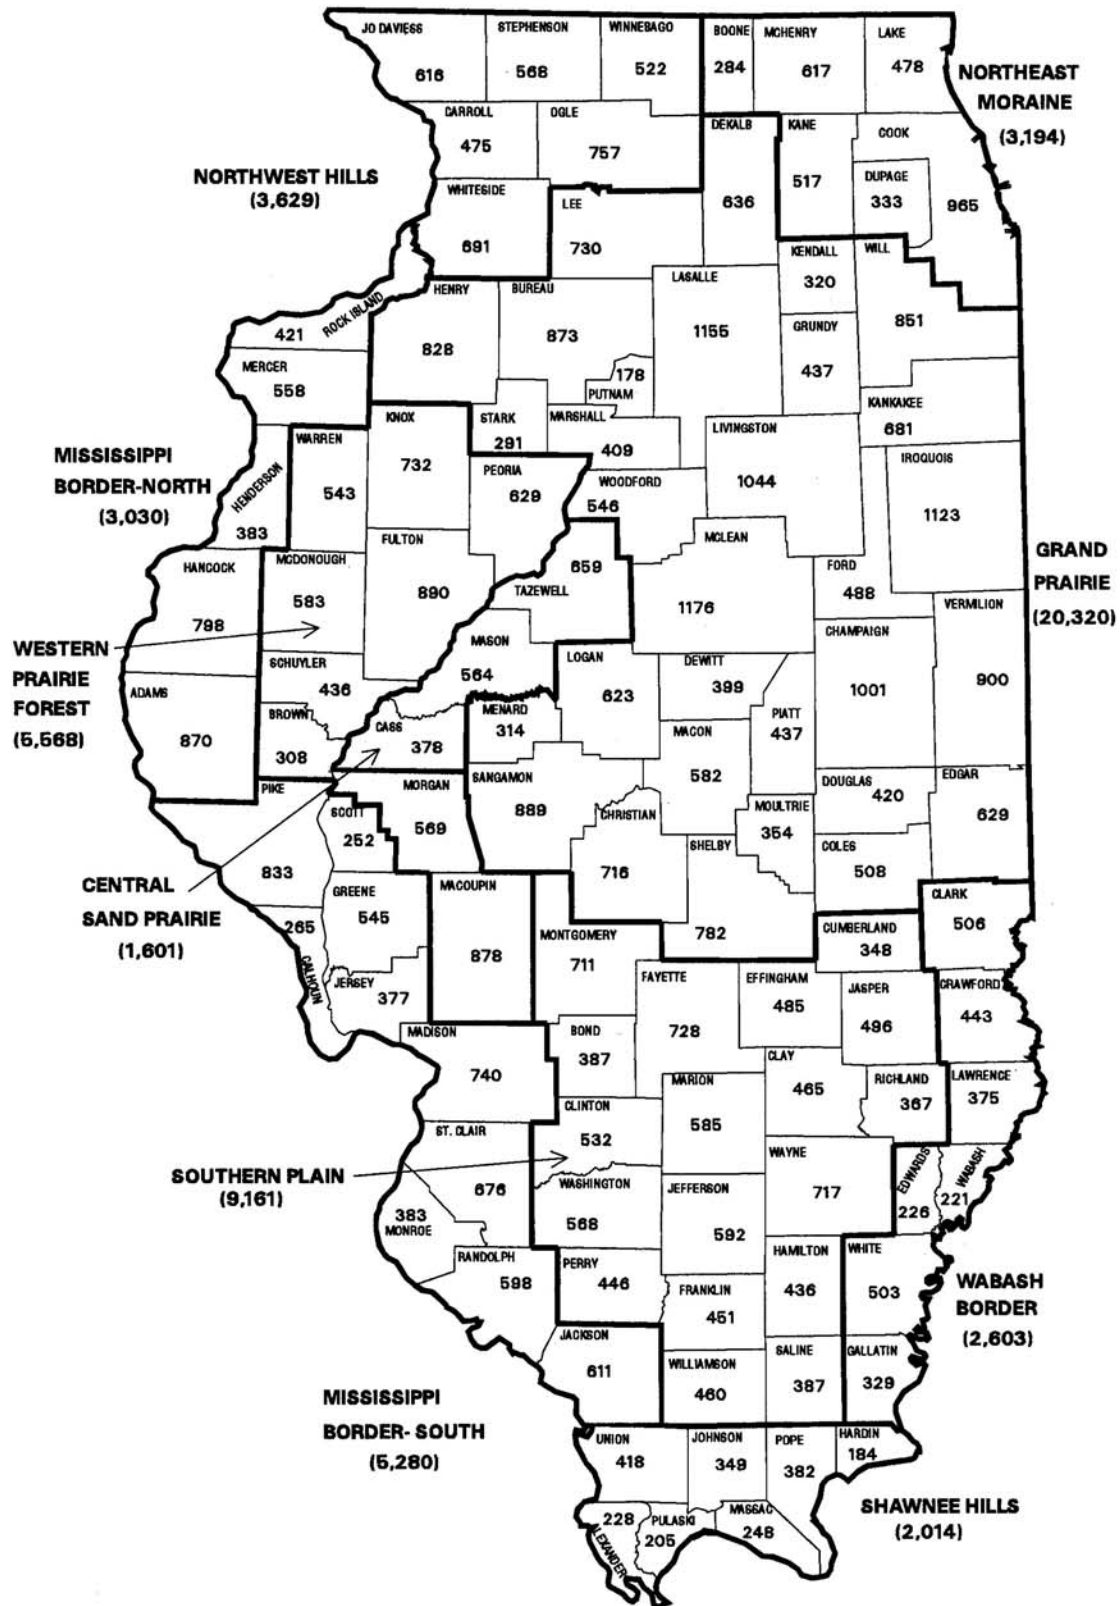 JO DAVIESS
616
STEPHENSON
568
WINNEBAGO
522
BOONE
284
MCHENRY
617
LAKE
478
NORTHEAST
MORAINE
(3,194)
CARROLL
475
OGLE
757
DEKALB
636
KANE
517
COOK
965
DUPAGE
333
NORTHWEST HILLS
(3,629)
WHITESIDE
691
LEE
730
KENDALL
320
WILL
851
ROCK ISLAND
421
HENRY
828
BUREAU
873
LASALLE
1155
GRUNDY
437
MERCER
558
178
PUTNAM
KANKAKEE
681
KNOX
732
STARK
291
MARSHALL
409
LIVINGSTON
1044
IROQUOIS
1123
MISSISSIPPI
BORDER-NORTH
(3,030)
WARREN
543
HENDERSON
383
PEORIA
629
WOODFORD
546
GRAND
PRAIRIE
(20,320)
HANCOCK
798
MCDONOUGH
583
FULTON
890
659
TAZEWELL
MCLEAN
1176
FORD
488
VERMILION
900
WESTERN
PRAIRIE
FOREST
(5,568)
MASON
564
LOGAN
623
DEWITT
399
CHAMPAIGN
1001
ADAMS
870
SCHUYLER
436
BROWN
308
CASS
378
MENARD
314
MACON
582
PIATT
437
PIKE
833
SCOTT
252
MORGAN
569
SANGAMON
889
CHRISTIAN
716
MOULTRIE
354
DOUGLAS
420
EDGAR
629
SHELBY
782
COLES
508
CENTRAL
SAND PRAIRIE
(1,601)
GREENE
545
MACOUPIN
878
CLARK
506
265
CALHOUN
JERSEY
377
MONTGOMERY
711
CUMBERLAND
348
FAYETTE
728
EFFINGHAM
485
JASPER
496
CRAWFORD
443
MADISON
740
BOND
387
CLAY
465
RICHLAND
367
LAWRENCE
375
MARION
585
CLINTON
532
ST. CLAIR
676
SOUTHERN PLAIN
(9,161)
WASHINGTON
568
JEFFERSON
592
WAYNE
717
EDWARDS
226
WABASH
221
383
MONROE
RANDOLPH
598
PERRY
446
FRANKLIN
451
HAMILTON
436
WHITE
503
WABASH
BORDER
(2,603)
JACKSON
611
WILLIAMSON
460
SALINE
387
GALLATIN
329
MISSISSIPPI
BORDER- SOUTH
(5,280)
UNION
418
JOHNSON
349
POPE
382
HARDIN
184
SHAWNEE HILLS
(2,014)
228
ALEXANDER
PULASKI
205
MASSAC
248